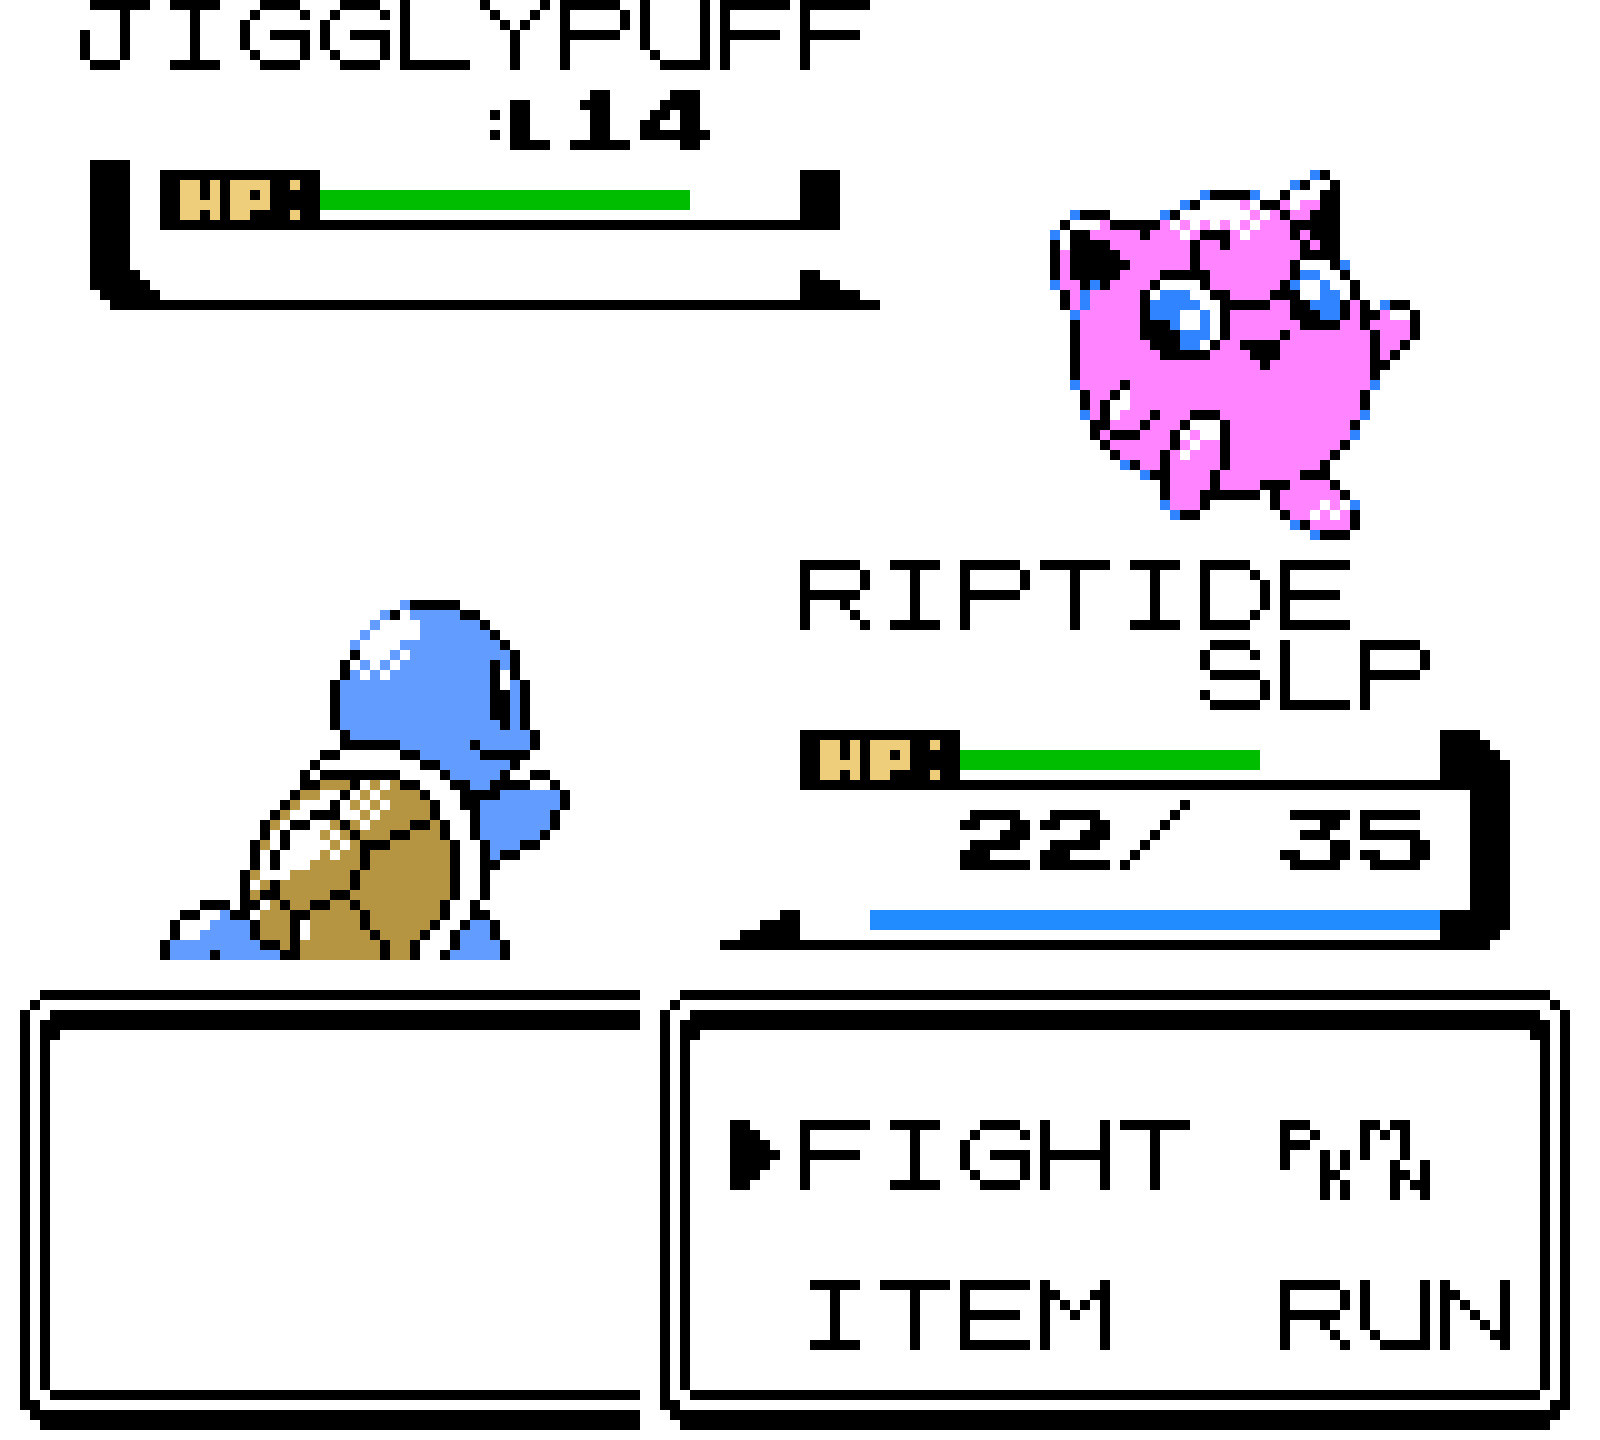 JIGGLYPUFF
:L14
HP:
RIPTIDE
SLP
HP:
22/ 35
▶FIGHT PKMN
ITEM RUN